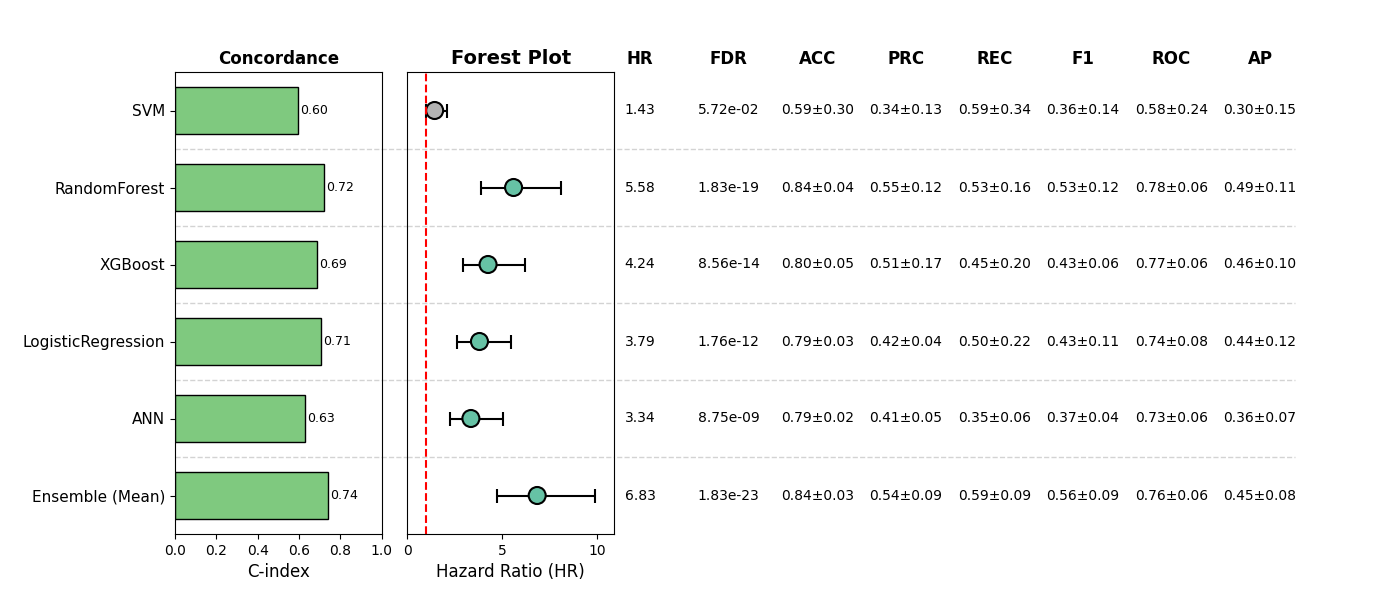 Concordance Forest Plot HR FDR ACC PRC REC F1 ROC AP
SVM 0.60 1.43 5.72e-02 0.59±0.30 0.34±0.13 0.59±0.34 0.36±0.14 0.58±0.24 0.30±0.15
RandomForest 0.72 5.58 1.83e-19 0.84±0.04 0.55±0.12 0.53±0.16 0.53±0.12 0.78±0.06 0.49±0.11
XGBoost 0.69 4.24 8.56e-14 0.80±0.05 0.51±0.17 0.45±0.20 0.43±0.06 0.77±0.06 0.46±0.10
LogisticRegression 0.71 3.79 1.76e-12 0.79±0.03 0.42±0.04 0.50±0.22 0.43±0.11 0.74±0.08 0.44±0.12
ANN 0.63 3.34 8.75e-09 0.79±0.02 0.41±0.05 0.35±0.06 0.37±0.04 0.73±0.06 0.36±0.07
Ensemble (Mean) 0.74 6.83 1.83e-23 0.84±0.03 0.54±0.09 0.59±0.09 0.56±0.09 0.76±0.06 0.45±0.08
0.0 0.2 0.4 0.6 0.8 1.0 0 5 10
C-index Hazard Ratio (HR)